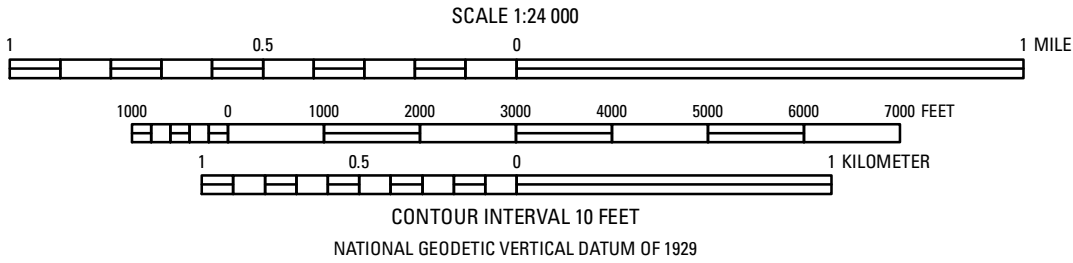 SCALE 1:24 000
1 0.5 0 1 MILE
1000 0 1000 2000 3000 4000 5000 6000 7000 FEET
1 0.5 0 1 KILOMETER
CONTOUR INTERVAL 10 FEET
NATIONAL GEODETIC VERTICAL DATUM OF 1929